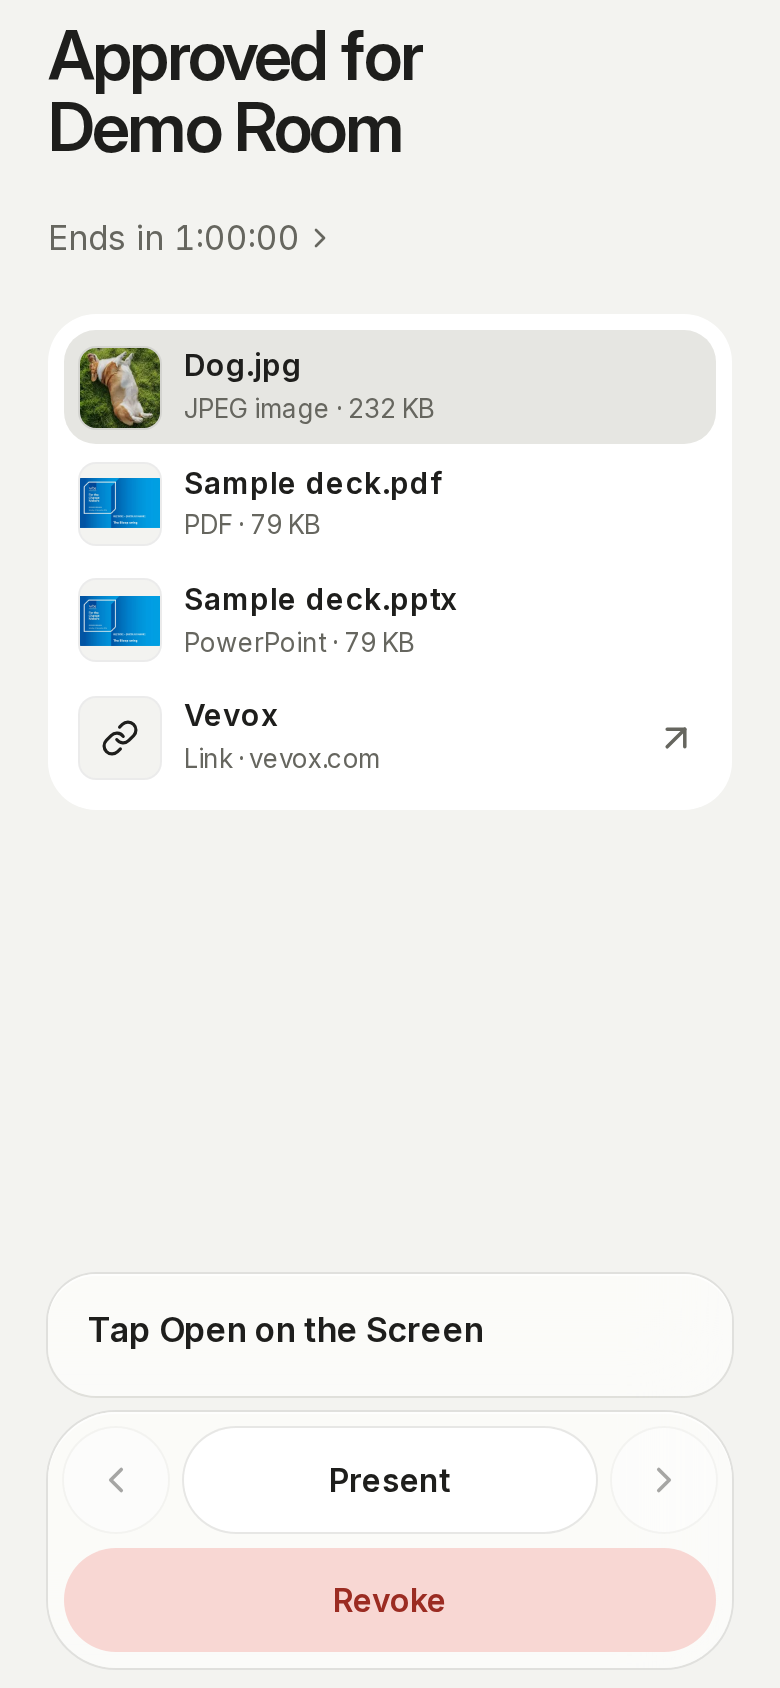 Approved for
Demo Room
Ends in 1:00:00
Dog.jpg
JPEG image · 232 KB
Sample deck.pdf
PDF · 79 KB
Sample deck.pptx
PowerPoint · 79 KB
Vevox
Link · vevox.com
Tap Open on the Screen
Present
Revoke